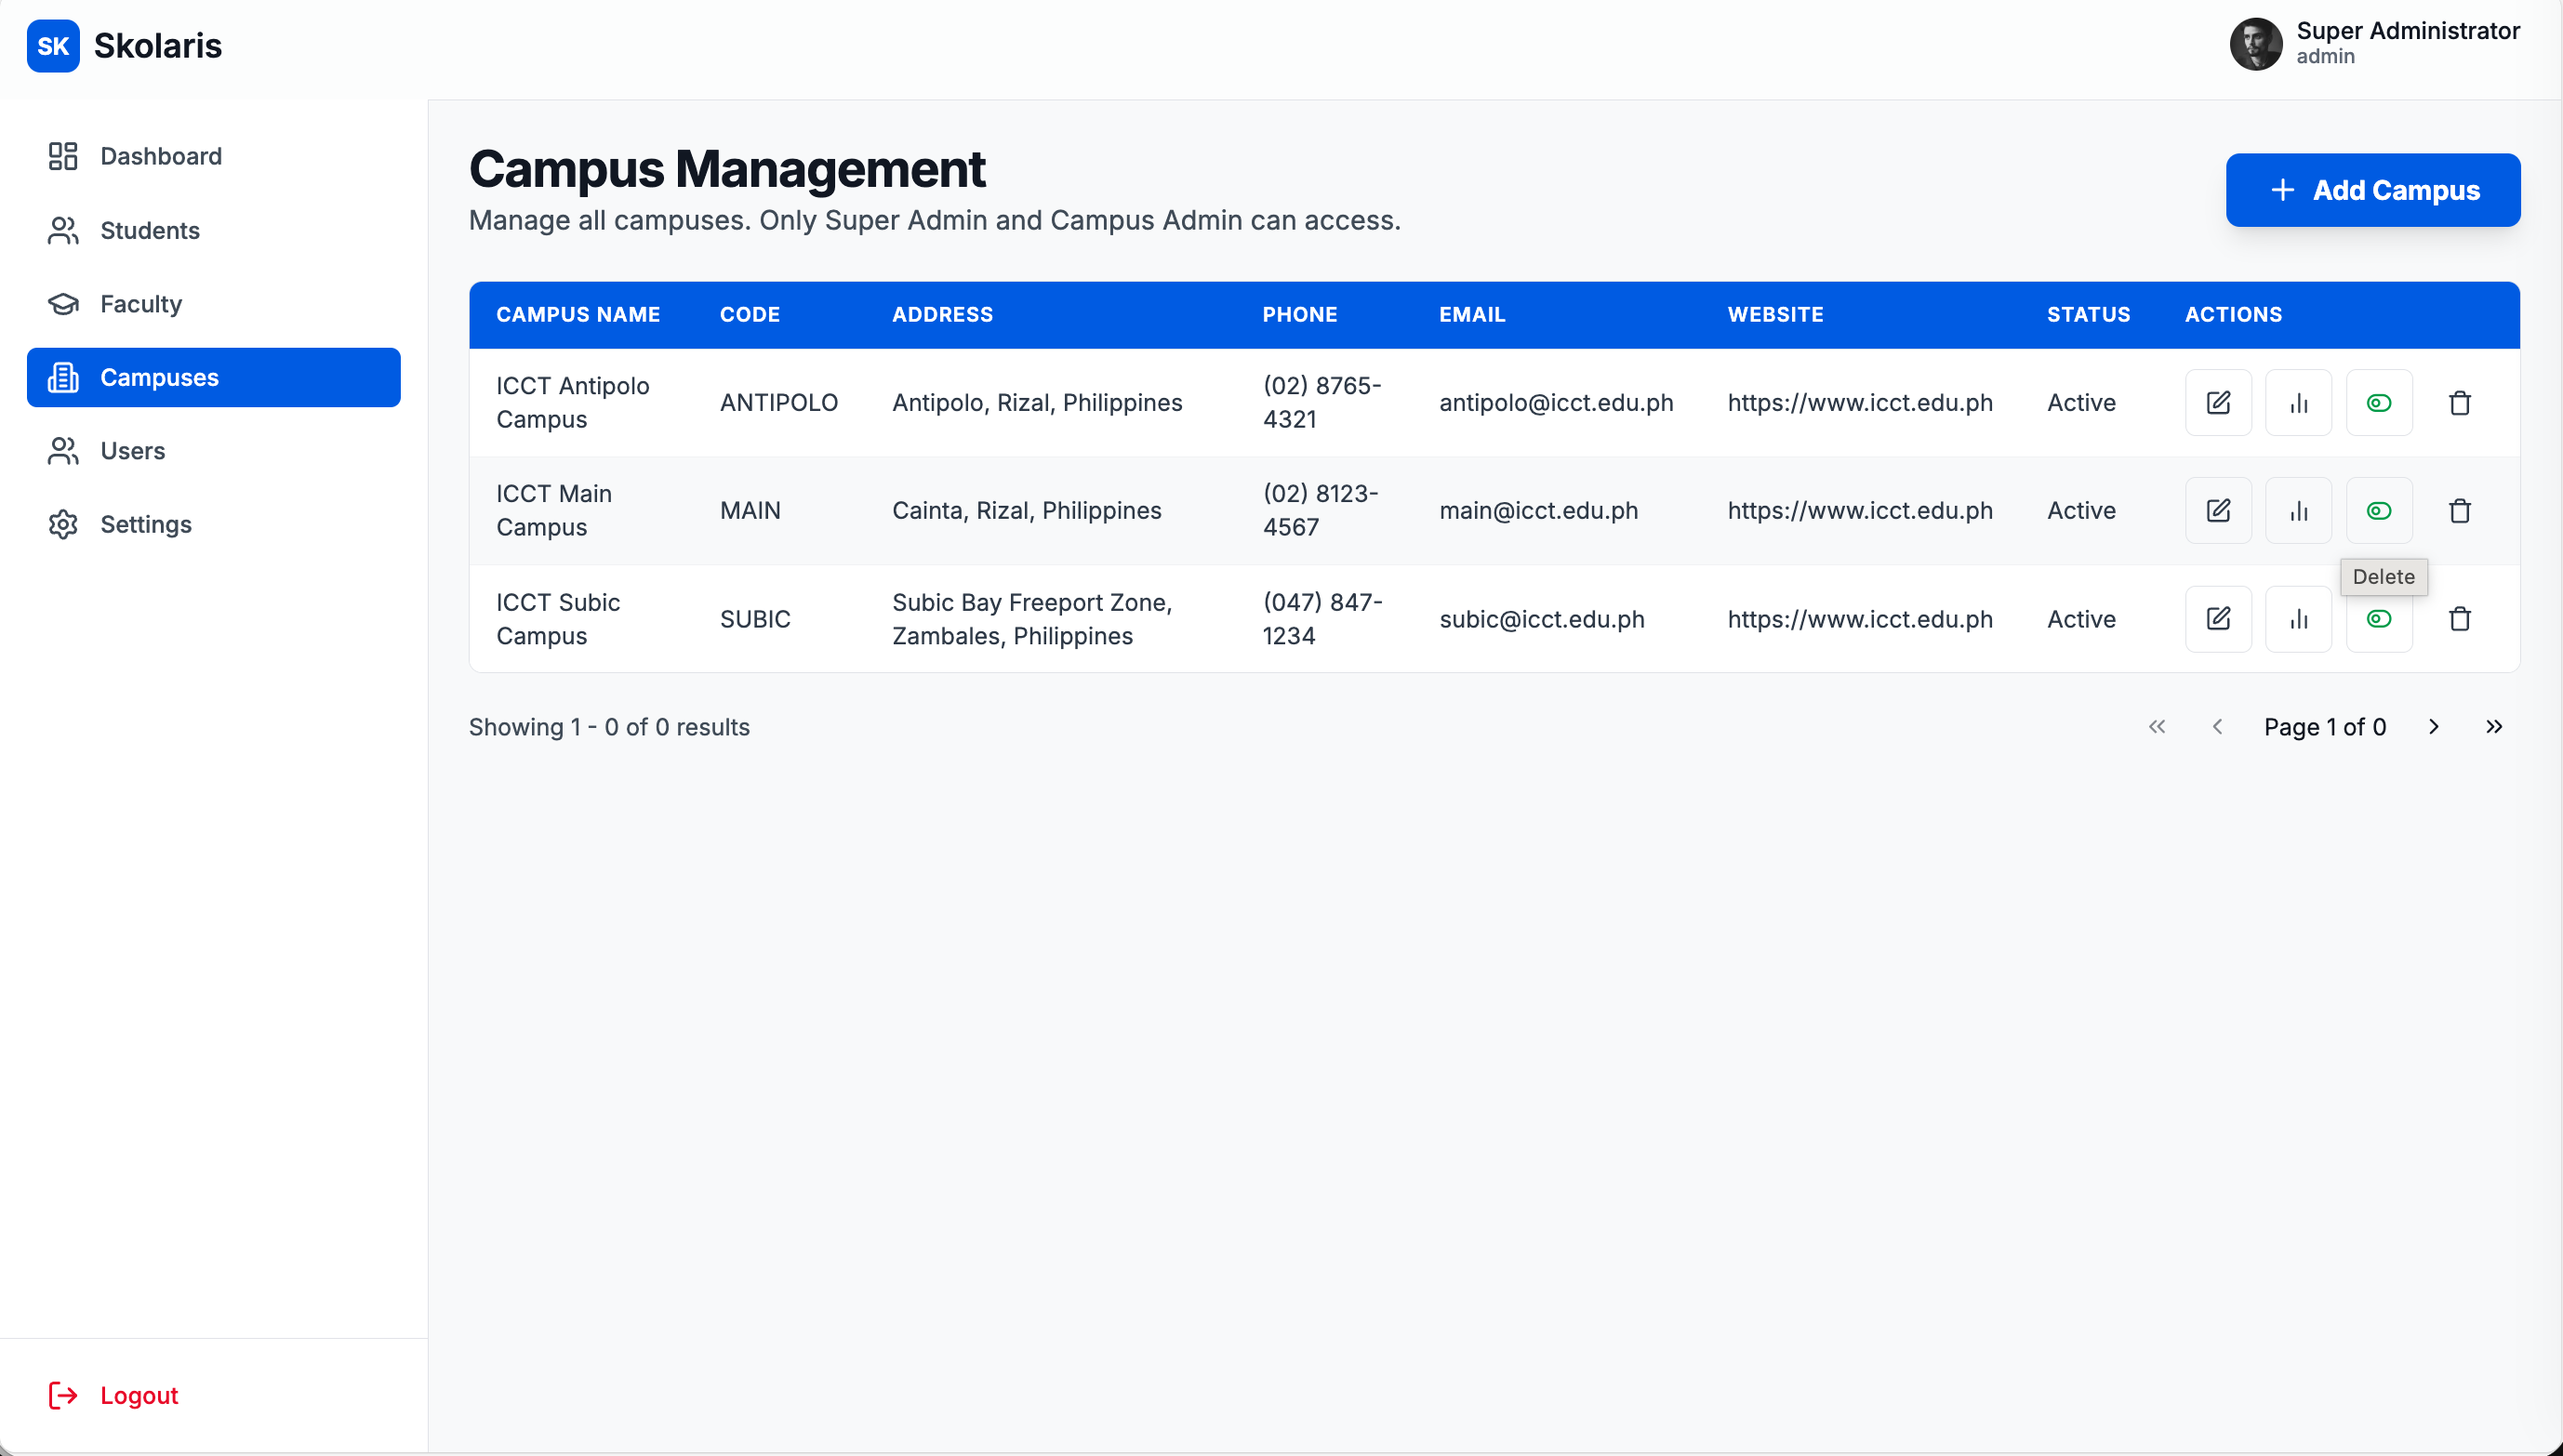 SK Skolaris
Super Administrator
admin
Dashboard
Students
Faculty
Campuses
Users
Settings
Logout
Campus Management
Manage all campuses. Only Super Admin and Campus Admin can access.
Add Campus
CAMPUS NAME CODE ADDRESS PHONE EMAIL WEBSITE STATUS ACTIONS
ICCT Antipolo
Campus
ANTIPOLO
Antipolo, Rizal, Philippines
(02) 8765-
4321
antipolo@icct.edu.ph
https://www.icct.edu.ph
Active
ICCT Main
Campus
MAIN
Cainta, Rizal, Philippines
(02) 8123-
4567
main@icct.edu.ph
https://www.icct.edu.ph
Active
Delete
ICCT Subic
Campus
SUBIC
Subic Bay Freeport Zone,
Zambales, Philippines
(047) 847-
1234
subic@icct.edu.ph
https://www.icct.edu.ph
Active
Showing 1 - 0 of 0 results
Page 1 of 0